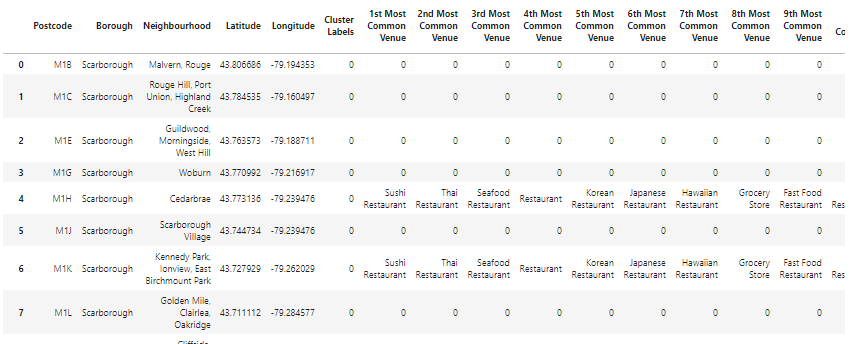 Postcode Borough Neighbourhood Latitude Longitude Cluster Labels 1st Most Common Venue 2nd Most Common Venue 3rd Most Common Venue 4th Most Common Venue 5th Most Common Venue 6th Most Common Venue 7th Most Common Venue 8th Most Common Venue 9th Most Common Venue Co
0 M1B Scarborough Malvern, Rouge 43.806686 -79.194353 0 0 0 0 0 0 0 0 0 0
1 M1C Scarborough Rouge Hill, Port Union, Highland Creek 43.784535 -79.160497 0 0 0 0 0 0 0 0 0 0
2 M1E Scarborough Guildwood, Morningside, West Hill 43.763573 -79.188711 0 0 0 0 0 0 0 0 0 0
3 M1G Scarborough Woburn 43.770992 -79.216917 0 0 0 0 0 0 0 0 0 0
4 M1H Scarborough Cedarbrae 43.773136 -79.239476 0 Sushi Restaurant Thai Restaurant Seafood Restaurant Restaurant Korean Restaurant Japanese Restaurant Hawaiian Restaurant Grocery Store Fast Food Restaurant Res
5 M1J Scarborough Scarborough Village 43.744734 -79.239476 0 0 0 0 0 0 0 0 0 0
6 M1K Scarborough Kennedy Park, Ionview, East Birchmount Park 43.727929 -79.262029 0 Sushi Restaurant Thai Restaurant Seafood Restaurant Restaurant Korean Restaurant Japanese Restaurant Hawaiian Restaurant Grocery Store Fast Food Restaurant Res
7 M1L Scarborough Golden Mile, Clairlea, Oakridge 43.711112 -79.284577 0 0 0 0 0 0 0 0 0 0